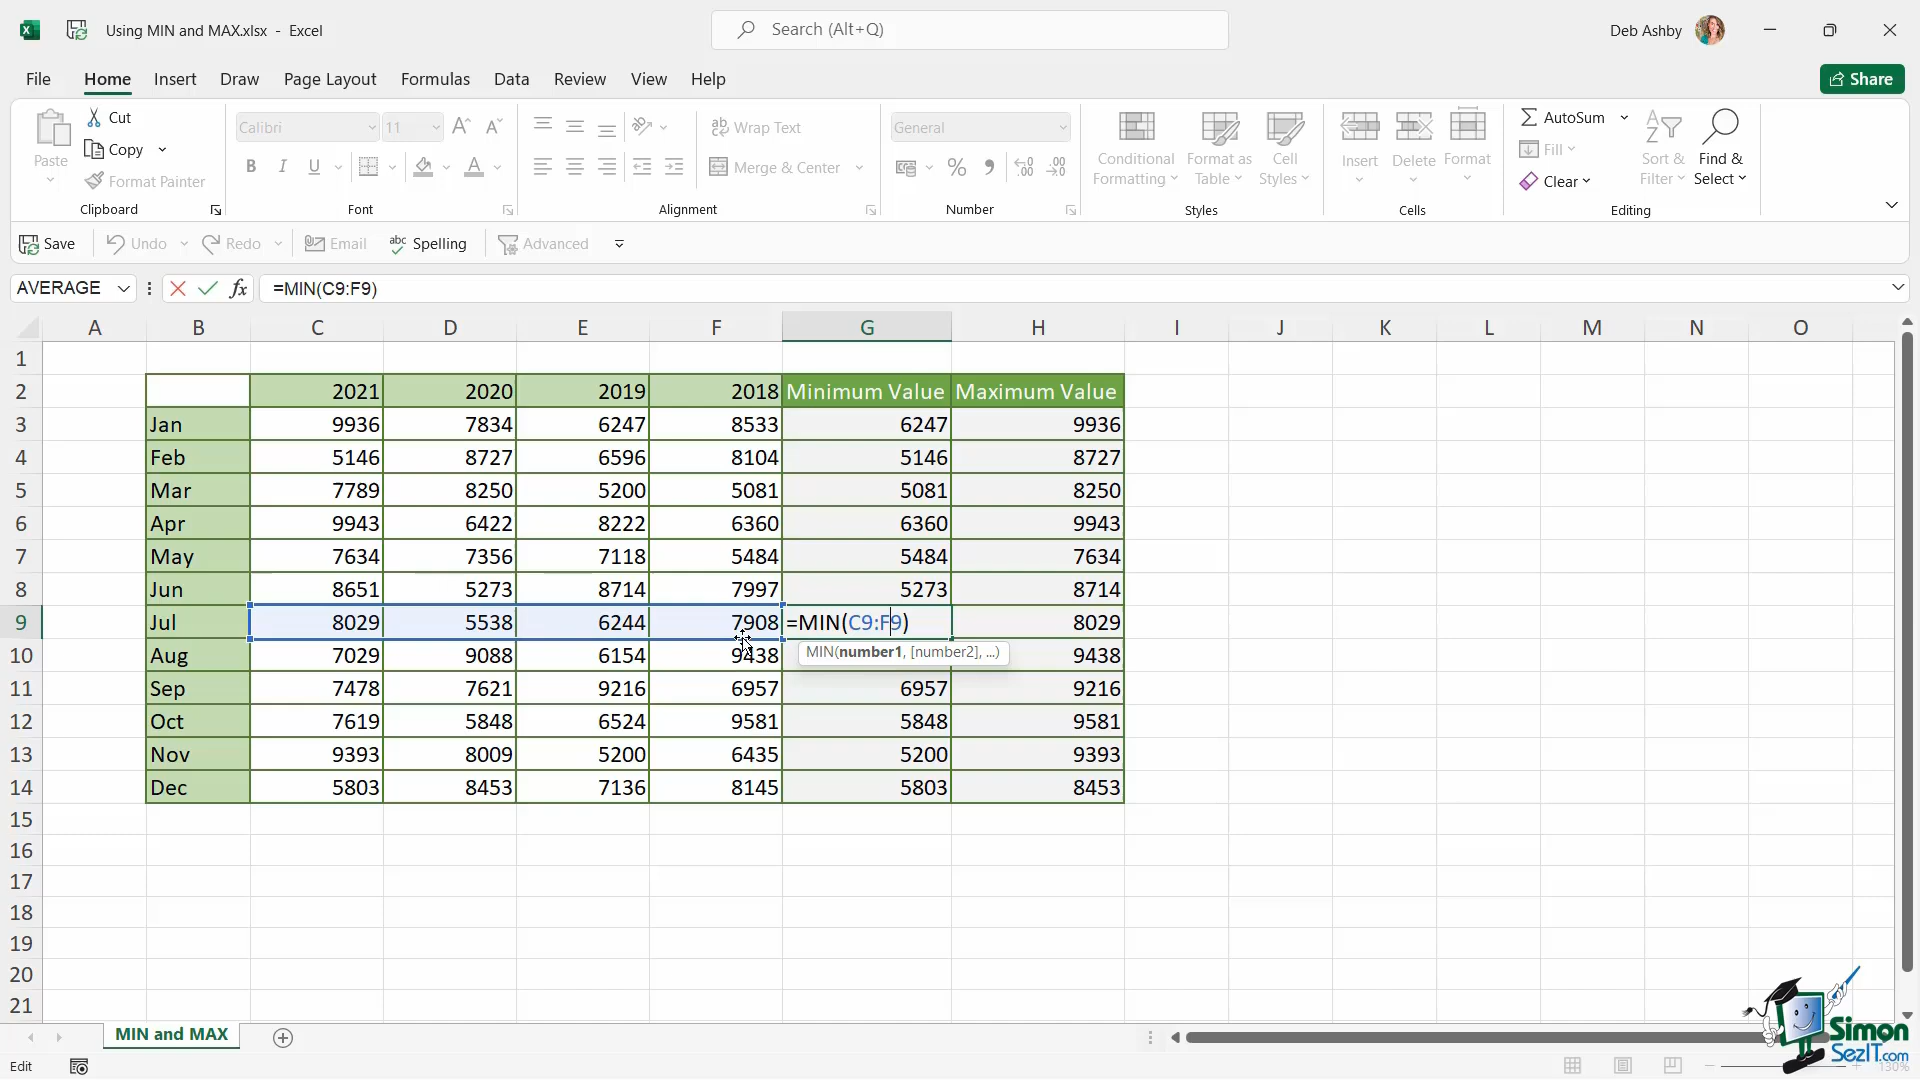 Using MIN and MAX.xlsx - Excel
Search (Alt+Q)
Deb Ashby
File Home Insert Draw Page Layout Formulas Data Review View Help
Share
Cut
Copy
Paste
Format Painter
Clipboard
Calibri 11
B I U
Font
Wrap Text
Merge & Center
Alignment
General
Number
Conditional Formatting
Format as Table
Cell Styles
Styles
Insert Delete Format
Cells
AutoSum
Fill
Clear
Sort & Filter
Find & Select
Editing
Save Undo Redo Email Spelling Advanced
AVERAGE fx =MIN(C9:F9)
A B C D E F G H I J K L M N O
1
2 2021 2020 2019 2018 Minimum Value Maximum Value
3 Jan 9936 7834 6247 8533 6247 9936
4 Feb 5146 8727 6596 8104 5146 8727
5 Mar 7789 8250 5200 5081 5081 8250
6 Apr 9943 6422 8222 6360 6360 9943
7 May 7634 7356 7118 5484 5484 7634
8 Jun 8651 5273 8714 7997 5273 8714
9 Jul 8029 5538 6244 7908 =MIN(C9:F9) 8029
10 Aug 7029 9088 6154 9438 MIN(number1, [number2], ...) 9438
11 Sep 7478 7621 9216 6957 6957 9216
12 Oct 7619 5848 6524 9581 5848 9581
13 Nov 9393 8009 5200 6435 5200 9393
14 Dec 5803 8453 7136 8145 5803 8453
15
16
17
18
19
20
21
MIN and MAX
Simon
SezIT.com
Edit
130%